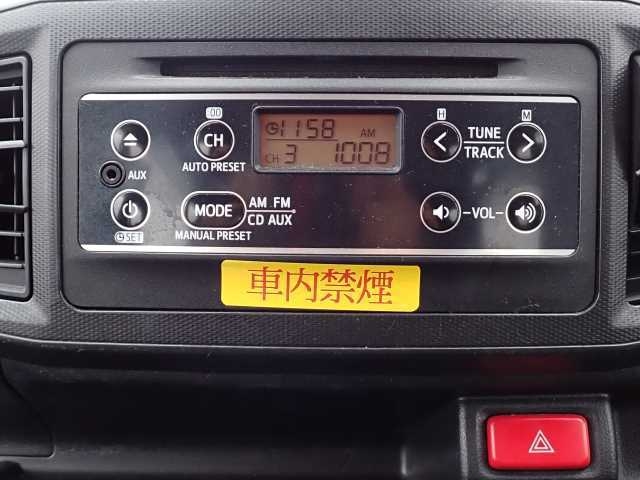 :00
H
M
CH
11:58 AM
TUNE
TRACK
AUTO PRESET
CH 3 1008
AUX
MODE
AM FM
CD AUX
VOL
SET
MANUAL PRESET
車内禁煙